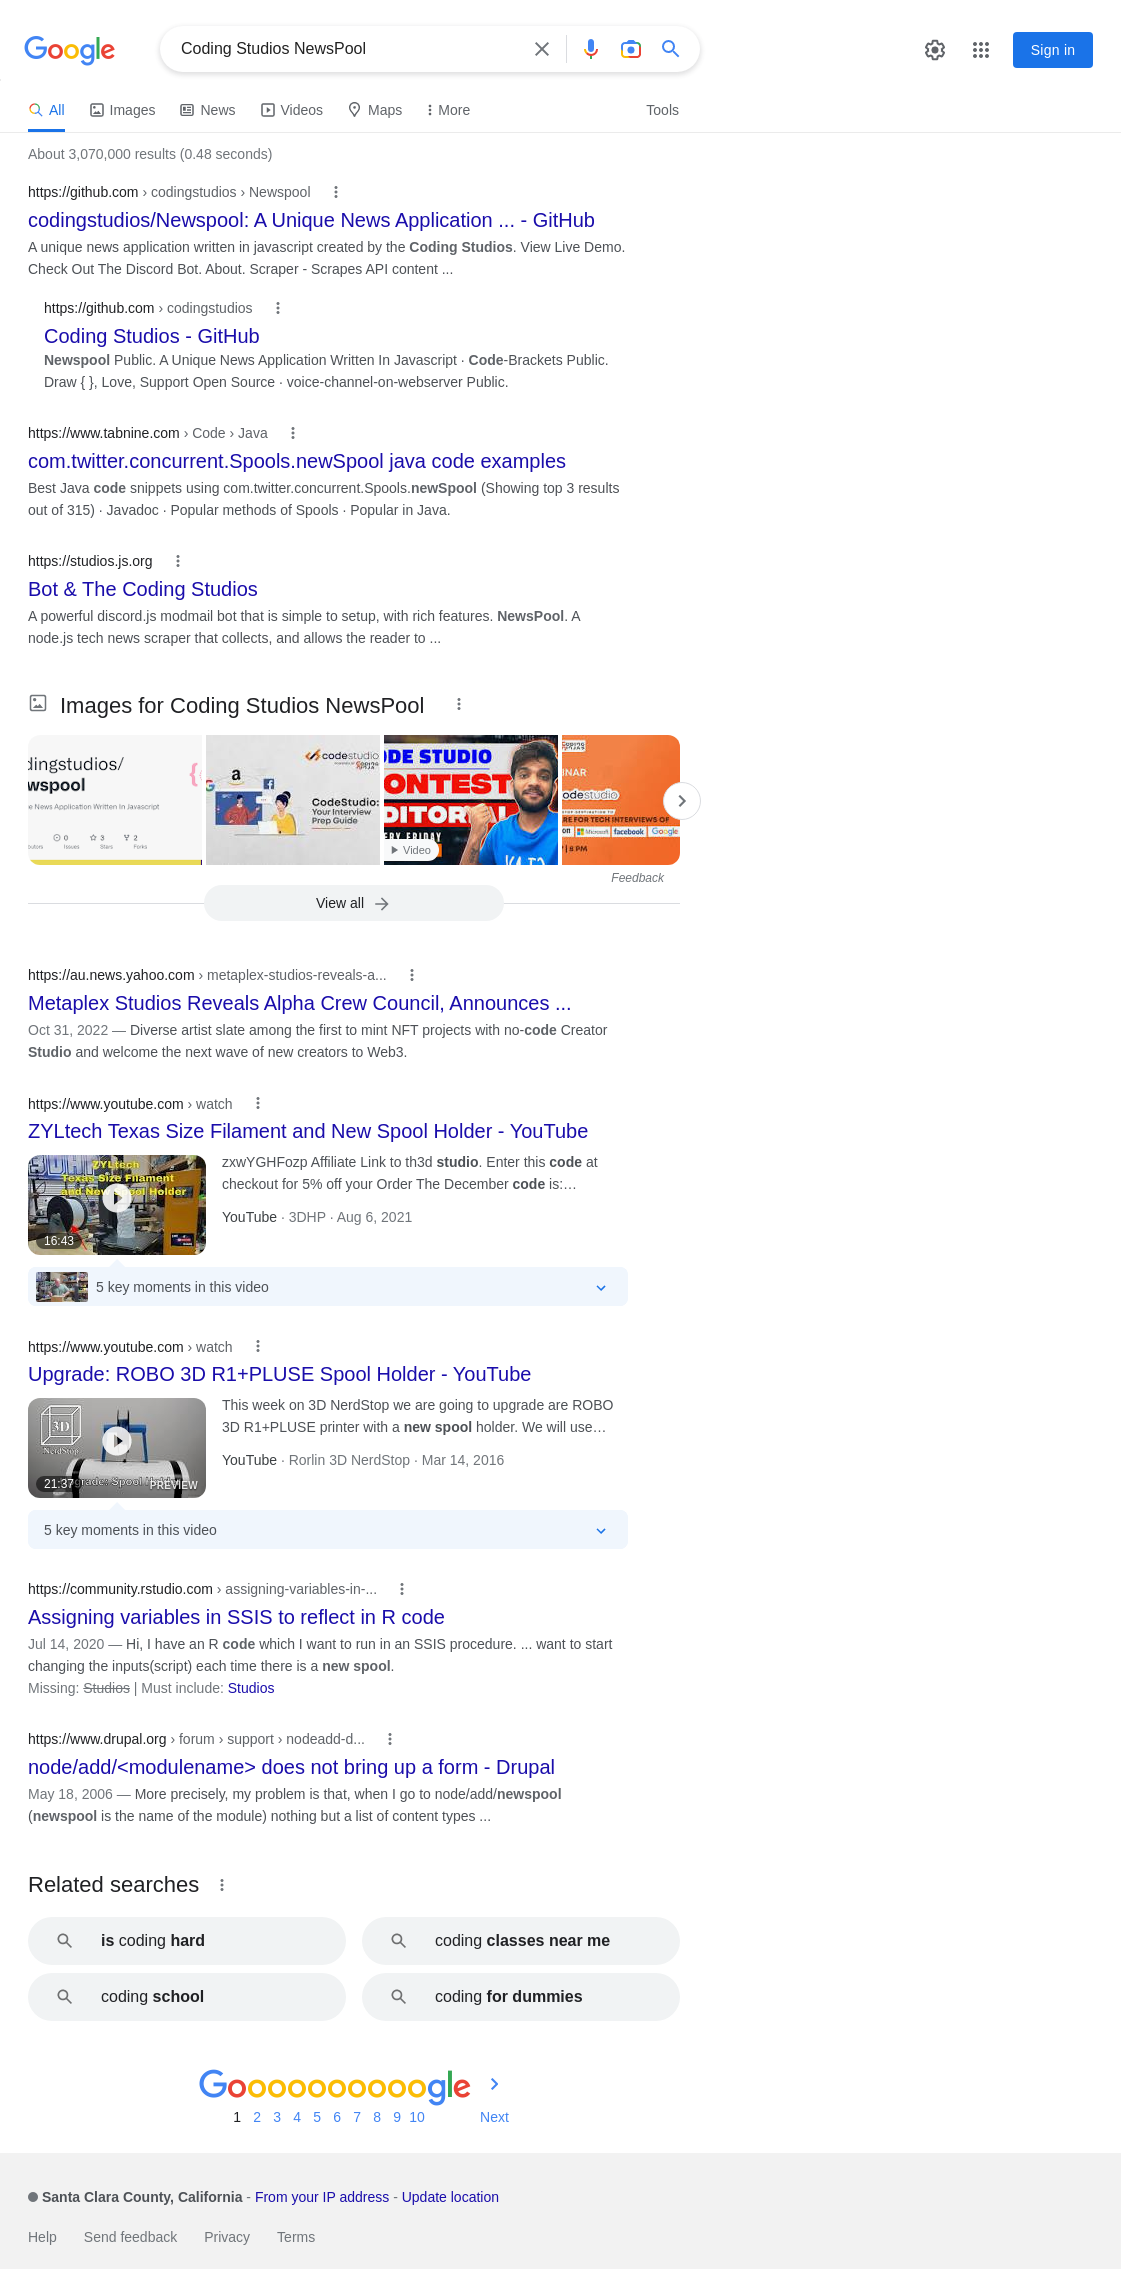 Google
Coding Studios NewsPool
Sign in
All Images News Videos Maps More Tools
About 3,070,000 results (0.48 seconds)
https://github.com › codingstudios › Newspool
codingstudios/Newspool: A Unique News Application ... - GitHub
A unique news application written in javascript created by the Coding Studios. View Live Demo.
Check Out The Discord Bot. About. Scraper - Scrapes API content ...
https://github.com › codingstudios
Coding Studios - GitHub
Newspool Public. A Unique News Application Written In Javascript · Code-Brackets Public.
Draw { }, Love, Support Open Source · voice-channel-on-webserver Public.
https://www.tabnine.com › Code › Java
com.twitter.concurrent.Spools.newSpool java code examples
Best Java code snippets using com.twitter.concurrent.Spools.newSpool (Showing top 3 results
out of 315) · Javadoc · Popular methods of Spools · Popular in Java.
https://studios.js.org
Bot & The Coding Studios
A powerful discord.js modmail bot that is simple to setup, with rich features. NewsPool. A
node.js tech news scraper that collects, and allows the reader to ...
Images for Coding Studios NewsPool
dingstudios/
wspool
e News Application Written In Javascript
0 3 2
utors Issues Stars Forks
codestudio
CodeStudio:
Your Interview
Prep Guide
ODE STUDIO
ONTEST
DITORIAL
ERY FRIDAY
Video
CODING
NINJAS
INAR
odestudio
RE FOR TECH INTERVIEWS OF
on Microsoft facebook Google
| 8 PM
Feedback
View all
https://au.news.yahoo.com › metaplex-studios-reveals-a...
Metaplex Studios Reveals Alpha Crew Council, Announces ...
Oct 31, 2022 — Diverse artist slate among the first to mint NFT projects with no-code Creator
Studio and welcome the next wave of new creators to Web3.
https://www.youtube.com › watch
ZYLtech Texas Size Filament and New Spool Holder - YouTube
ZYLtech
Texas Size Filament
and New Spool Holder
16:43
zxwYGHFozp Affiliate Link to th3d studio. Enter this code at
checkout for 5% off your Order The December code is:...
YouTube · 3DHP · Aug 6, 2021
5 key moments in this video
https://www.youtube.com › watch
Upgrade: ROBO 3D R1+PLUSE Spool Holder - YouTube
3D
NerdStop
21:37
grade: Spool Holder
PREVIEW
This week on 3D NerdStop we are going to upgrade are ROBO
3D R1+PLUSE printer with a new spool holder. We will use...
YouTube · Rorlin 3D NerdStop · Mar 14, 2016
5 key moments in this video
https://community.rstudio.com › assigning-variables-in-...
Assigning variables in SSIS to reflect in R code
Jul 14, 2020 — Hi, I have an R code which I want to run in an SSIS procedure. ... want to start
changing the inputs(script) each time there is a new spool.
Missing: Studios | Must include: Studios
https://www.drupal.org › forum › support › nodeadd-d...
node/add/<modulename> does not bring up a form - Drupal
May 18, 2006 — More precisely, my problem is that, when I go to node/add/newspool
(newspool is the name of the module) nothing but a list of content types ...
Related searches
is coding hard
coding classes near me
coding school
coding for dummies
Goooooooooogle
1 2 3 4 5 6 7 8 9 10 Next
Santa Clara County, California - From your IP address - Update location
Help Send feedback Privacy Terms